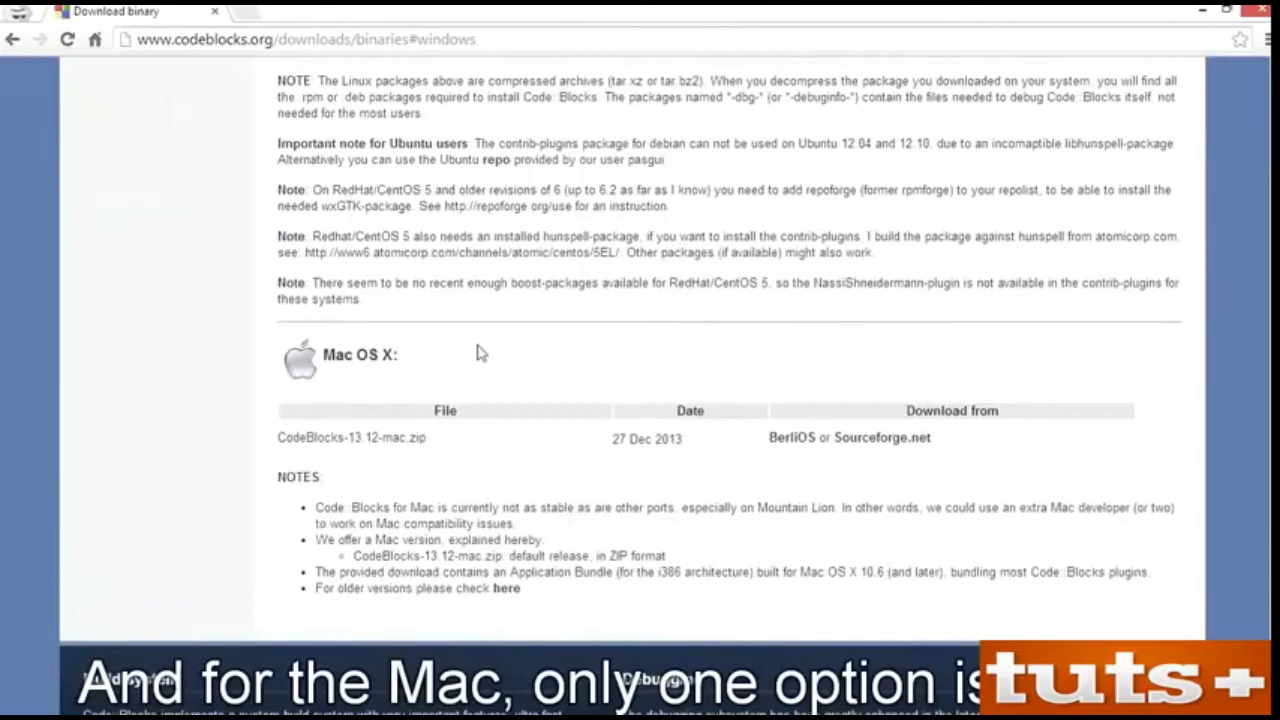 Download binary
www.codeblocks.org/downloads/binaries#windows
NOTE: The Linux packages above are compressed archives (tar.xz or tar.bz2). When you decompress the package you downloaded on your system, you will find all
the .rpm or .deb packages required to install Code::Blocks. The packages named "-dbg-" (or "-debuginfo-") contain the files needed to debug Code::Blocks itself, not
needed for the most users.
Important note for Ubuntu users: The contrib-plugins package for debian can not be used on Ubuntu 12.04 and 12.10, due to an incomaptible libhunspell-package.
Alternatively you can use the Ubuntu repo provided by our user pasgui
Note: On RedHat/CentOS 5 and older revisions of 6 (up to 6.2 as far as I know) you need to add repoforge (former rpmforge) to your repolist, to be able to install the
needed wxGTK-package. See http://repoforge.org/use for an instruction.
Note: Redhat/CentOS 5 also needs an installed hunspell-package, if you want to install the contrib-plugins. I build the package against hunspell from atomicorp.com,
see: http://www6.atomicorp.com/channels/atomic/centos/5EL/. Other packages (if available) might also work.
Note: There seem to be no recent enough boost-packages available for RedHat/CentOS 5, so the NassiShneidermann-plugin is not available in the contrib-plugins for
these systems.
Mac OS X:
File Date Download from
CodeBlocks-13.12-mac.zip 27 Dec 2013 BerliOS or Sourceforge.net
NOTES:
• Code::Blocks for Mac is currently not as stable as are other ports, especially on Mountain Lion. In other words, we could use an extra Mac developer (or two)
to work on Mac compatibility issues.
• We offer a Mac version, explained hereby:
◦ CodeBlocks-13.12-mac.zip: default release, in ZIP format
• The provided download contains an Application Bundle (for the i386 architecture) built for Mac OS X 10.6 (and later), bundling most Code::Blocks plugins.
• For older versions please check here
And for the Mac, only one option is
tuts+